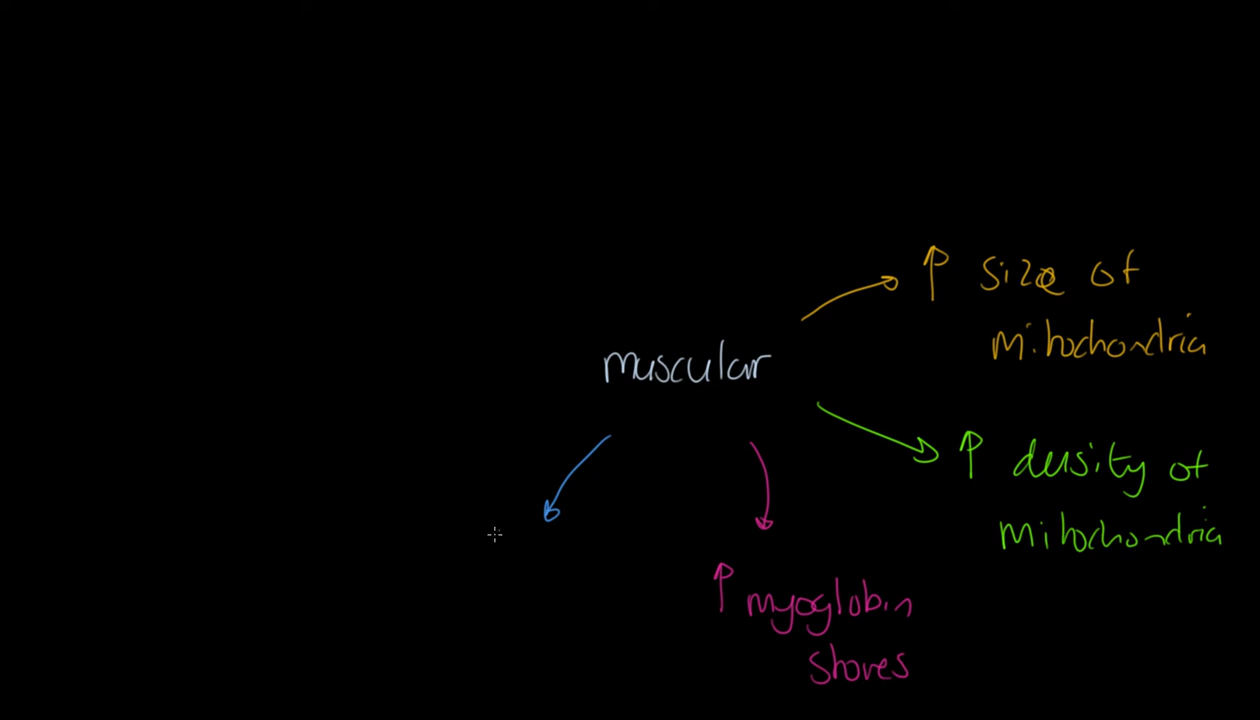 ↑ size of
mitochondria
muscular
↑ density of
mitochondria
↑ myoglobin
stores